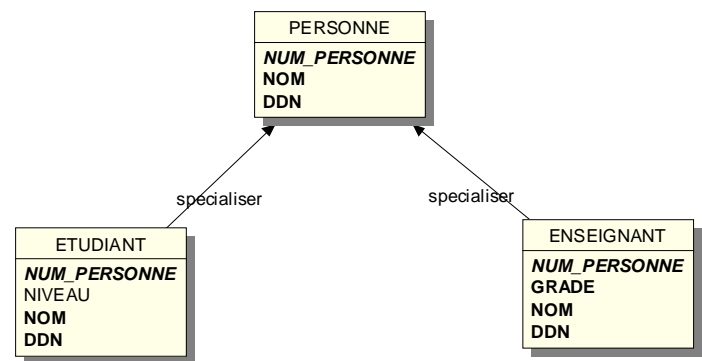 PERSONNE
NUM_PERSONNE
NOM
DDN
specialiser
specialiser
ETUDIANT
NUM_PERSONNE
NIVEAU
NOM
DDN
ENSEIGNANT
NUM_PERSONNE
GRADE
NOM
DDN